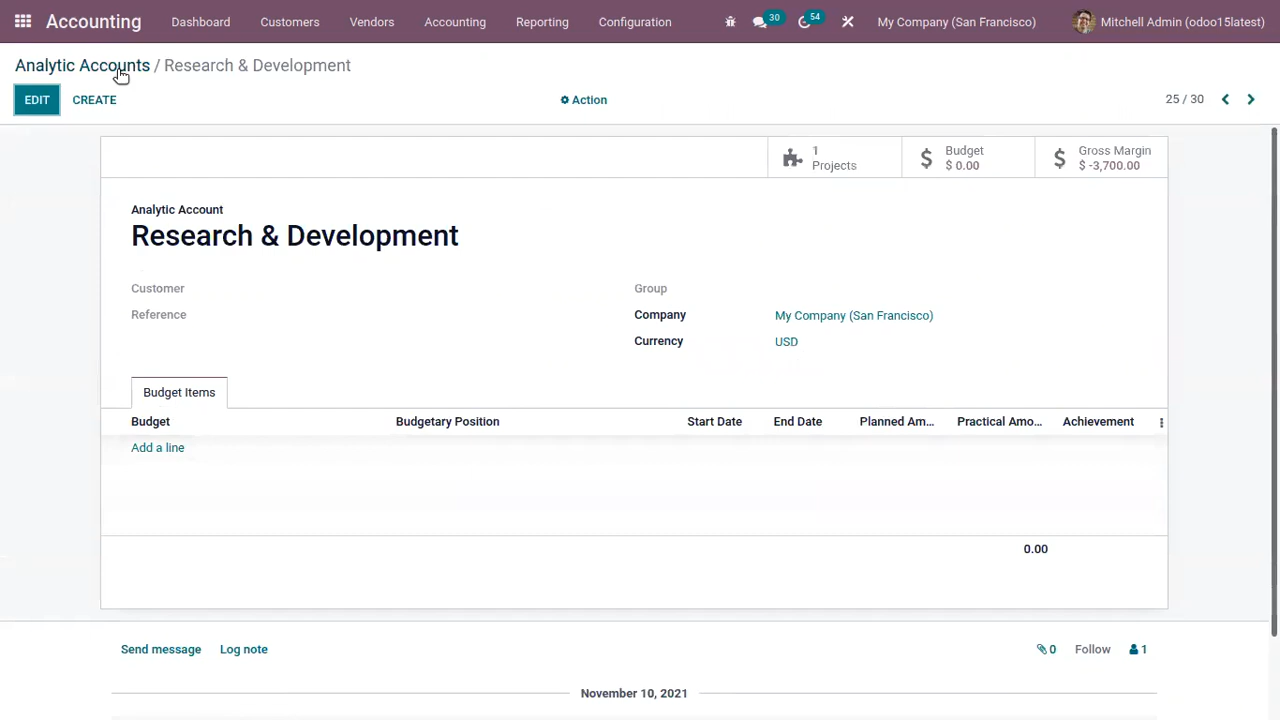 Accounting Dashboard Customers Vendors Accounting Reporting Configuration 30 54 My Company (San Francisco) Mitchell Admin (odoo15latest)
Analytic Accounts / Research & Development
EDIT CREATE Action 25 / 30
1 Projects
Budget $ 0.00
Gross Margin $ -3,700.00
Analytic Account
Research & Development
Customer Group
Reference Company My Company (San Francisco)
Currency USD
Budget Items
Budget Budgetary Position Start Date End Date Planned Am... Practical Amo... Achievement
Add a line
0.00
Send message Log note 0 Follow 1
November 10, 2021